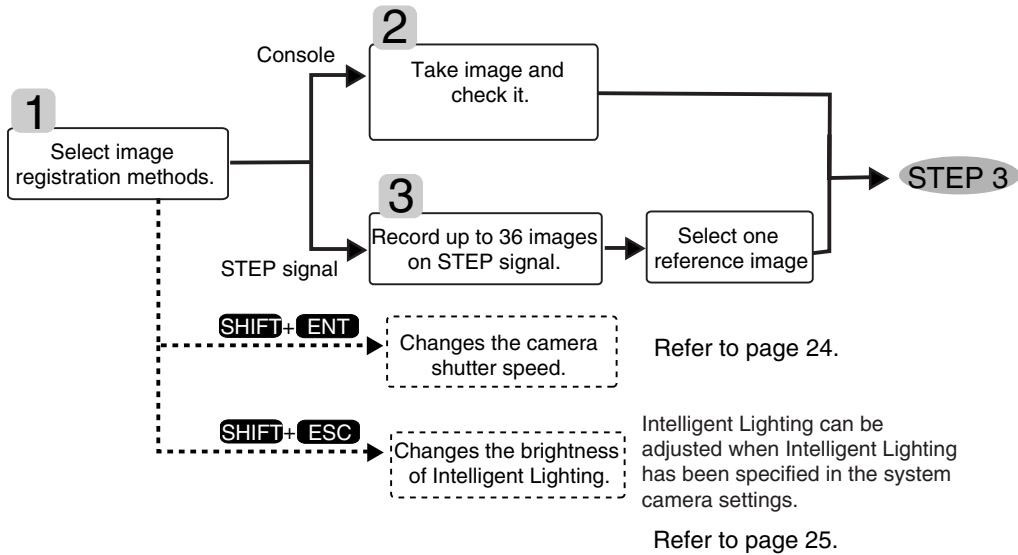 2
Console
Take image and
check it.
1
Select image
registration methods.
STEP 3
3
Record up to 36 images
on STEP signal.
Select one
reference image
STEP signal
SHIFT+ENT
Changes the camera
shutter speed.
Refer to page 24.
SHIFT+ESC
Changes the brightness
of Intelligent Lighting.
Intelligent Lighting can be
adjusted when Intelligent Lighting
has been specified in the system
camera settings.
Refer to page 25.